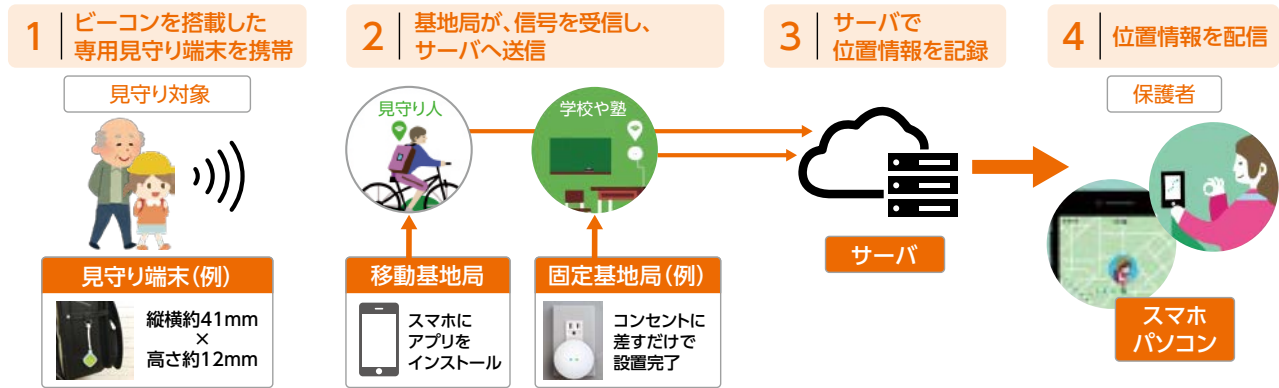 1
ビーコンを搭載した
専用見守り端末を携帯
2
基地局が、信号を受信し、
サーバへ送信
3
サーバで
位置情報を記録
4
位置情報を配信
見守り対象
見守り端末(例)
縦横約41mm
×
高さ約12mm
見守り人
学校や塾
移動基地局
スマホに
アプリを
インストール
固定基地局(例)
コンセントに
差すだけで
設置完了
サーバ
保護者
スマホ
パソコン